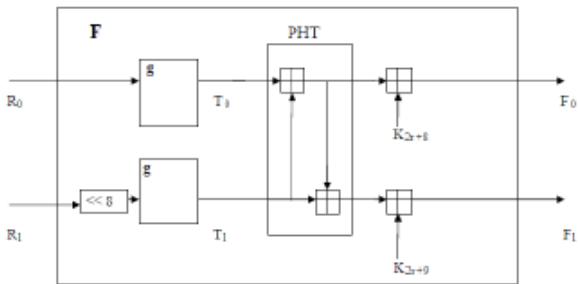 F
PHT
g
R₀
T₀
K₂ᵣ₊₈
F₀
g
<< 8
R₁
T₁
K₂ᵣ₊₉
F₁